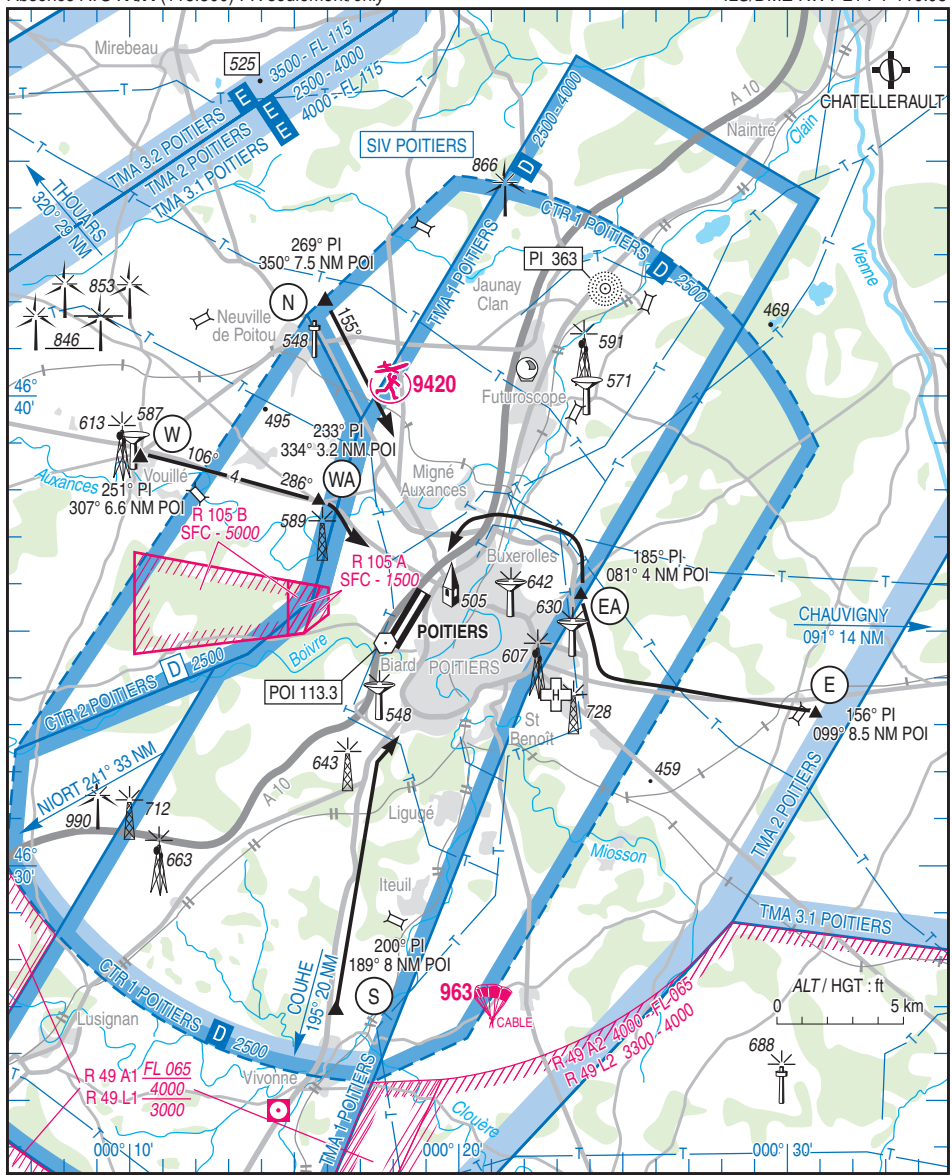 Mirebeau
525
3500 - FL 115
2500 - 4000
4000 - FL 115
E
E
E
TMA 3.2 POITIERS
TMA 2 POITIERS
TMA 3.1 POITIERS
SIV POITIERS
866
D
2500 - 4000
A 10
CHATELLERAULT
Naintré
Clain
THOUARS
320° 29 NM
CTR 1 POITIERS
D
2500
Vienne
269° PI
350° 7.5 NM POI
PI 363
TMA 1 POITIERS
853
846
N
Neuville
de Poitou
548
155°
Jaunay
Clan
469
591
571
Futuroscope
46°
40'
9420
495
587
613
W
Vouillé
106°
4
286°
233° PI
334° 3.2 NM POI
WA
Auxances
251° PI
307° 6.6 NM POI
Migné
Auxances
R 105 B
SFC - 5000
589
R 105 A
SFC - 1500
Buxerolles
185° PI
081° 4 NM POI
505
642
630
EA
POITIERS
CHAUVIGNY
091° 14 NM
Boivre
Biard
POITIERS
607
CTR 2 POITIERS
D
2500
POI 113.3
548
E
156° PI
099° 8.5 NM POI
728
St
Benoît
NIORT 241° 33 NM
643
459
A 10
990
712
663
Ligugé
TMA 2 POITIERS
46°
30'
Miosson
Iteuil
TMA 3.1 POITIERS
200° PI
189° 8 NM POI
S
COUHE
195° 20 NM
963
CABLE
ALT / HGT : ft
0
5 km
CTR 1 POITIERS
D
2500
Lusignan
R 49 A2 4000 - FL 065
R 49 L2 3300 - 4000
688
R 49 A1 FL 065
4000
R 49 L1 3000
Vivonne
TMA 1 POITIERS
Clouère
000° 10'
000° 20'
000° 30'